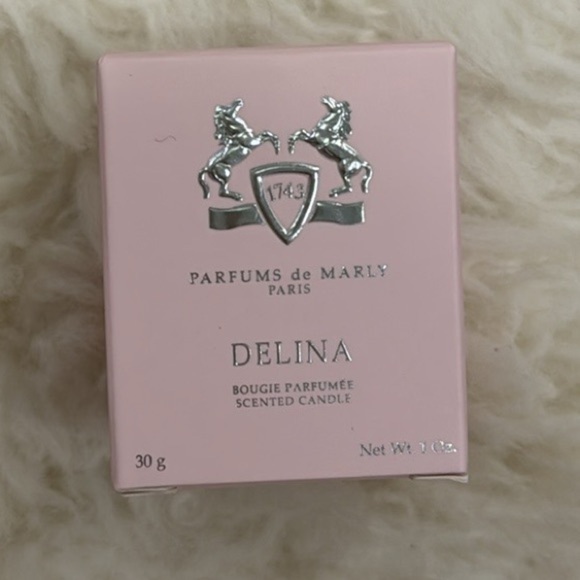 1743
PARFUMS de MARLY
PARIS
DELINA
BOUGIE PARFUMÉE
SCENTED CANDLE
30 g
Net Wt. 1 Oz.